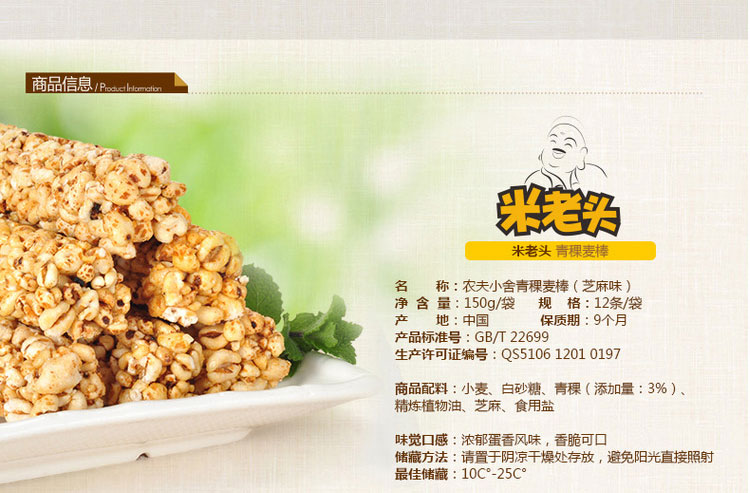 商品信息 / Product Information
米老头
米老头 青稞麦棒
名 称：农夫小舍青稞麦棒（芝麻味）
净 含 量：150g/袋 规 格：12条/袋
产 地：中国 保质期：9个月
产品标准号：GB/T 22699
生产许可证编号：QS5106 1201 0197
商品配料：小麦、白砂糖、青稞（添加量：3%）、
精炼植物油、芝麻、食用盐
味觉口感：浓郁蛋香风味，香脆可口
储藏方法：请置于阴凉干燥处存放，避免阳光直接照射
最佳储藏：10C°-25C°